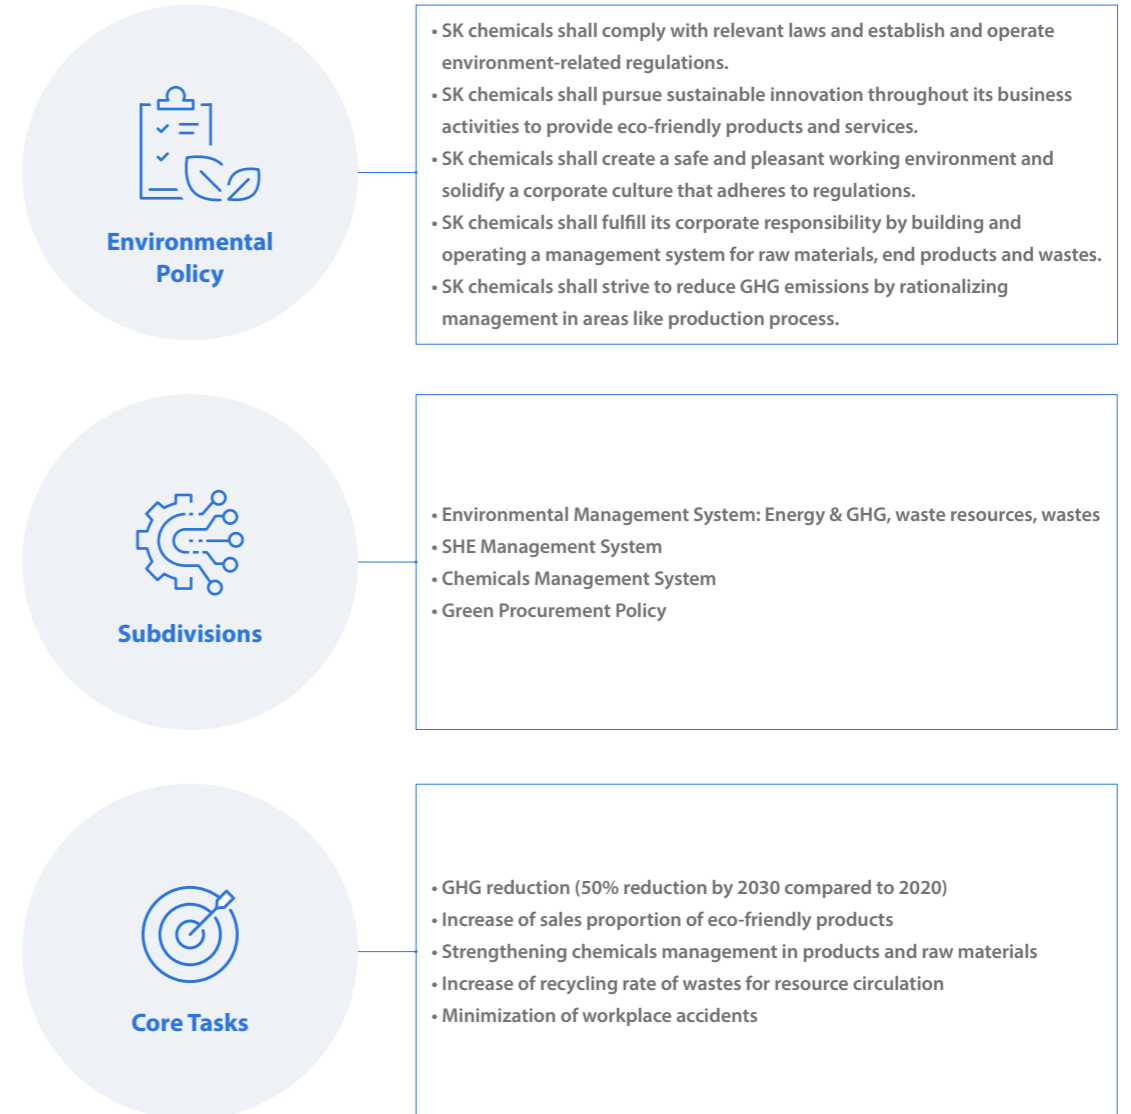 • SK chemicals shall comply with relevant laws and establish and operate
environment-related regulations.
• SK chemicals shall pursue sustainable innovation throughout its business
activities to provide eco-friendly products and services.
• SK chemicals shall create a safe and pleasant working environment and
solidify a corporate culture that adheres to regulations.
• SK chemicals shall fulfill its corporate responsibility by building and
operating a management system for raw materials, end products and wastes.
• SK chemicals shall strive to reduce GHG emissions by rationalizing
management in areas like production process.
Environmental
Policy
• Environmental Management System: Energy & GHG, waste resources, wastes
• SHE Management System
• Chemicals Management System
• Green Procurement Policy
Subdivisions
• GHG reduction (50% reduction by 2030 compared to 2020)
• Increase of sales proportion of eco-friendly products
• Strengthening chemicals management in products and raw materials
• Increase of recycling rate of wastes for resource circulation
• Minimization of workplace accidents
Core Tasks